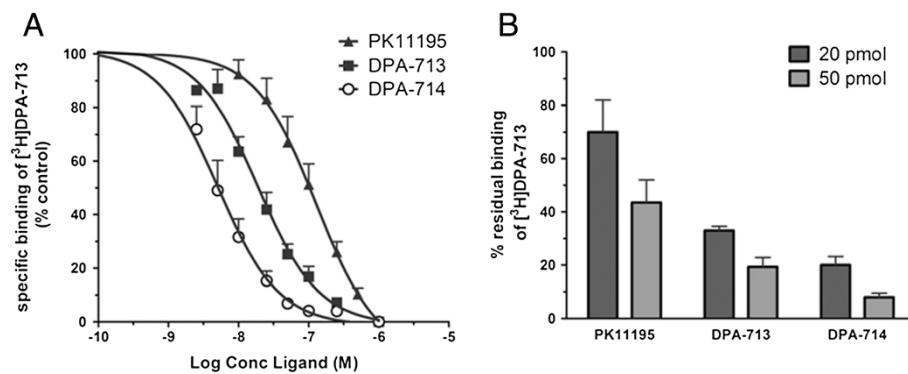 A
PK11195
DPA-713
DPA-714
specific binding of [³H]DPA-713
(% control)
100
80
60
40
20
0
-10
-9
-8
-7
-6
-5
Log Conc Ligand (M)
B
20 pmol
50 pmol
% residual binding
of [³H]DPA-713
100
80
60
40
20
0
PK11195
DPA-713
DPA-714